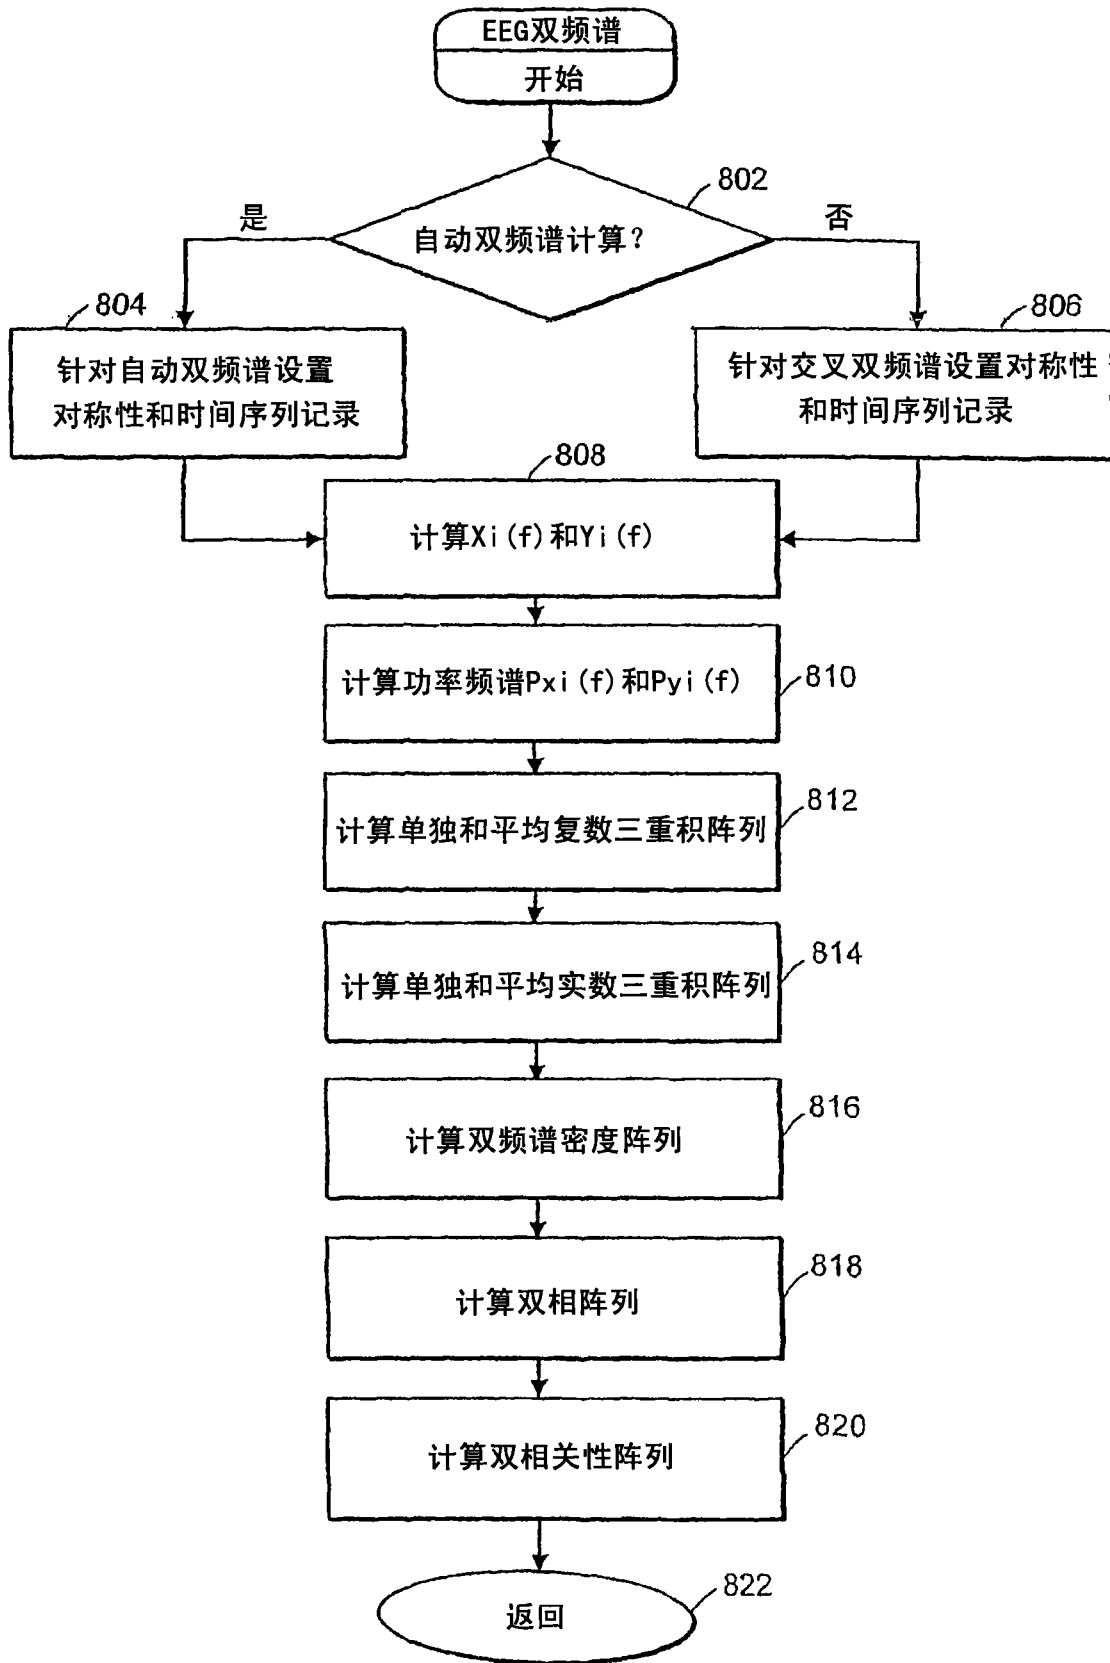 EEG双频谱
开始
802
是
自动双频谱计算?
否
804
806
针对自动双频谱设置
对称性和时间序列记录
针对交叉双频谱设置对称性
和时间序列记录
808
计算Xi(f)和Yi(f)
计算功率频谱Pxi(f)和Pyi(f)
810
812
计算单独和平均复数三重积阵列
814
计算单独和平均实数三重积阵列
816
计算双频谱密度阵列
818
计算双相阵列
820
计算双相关性阵列
822
返回